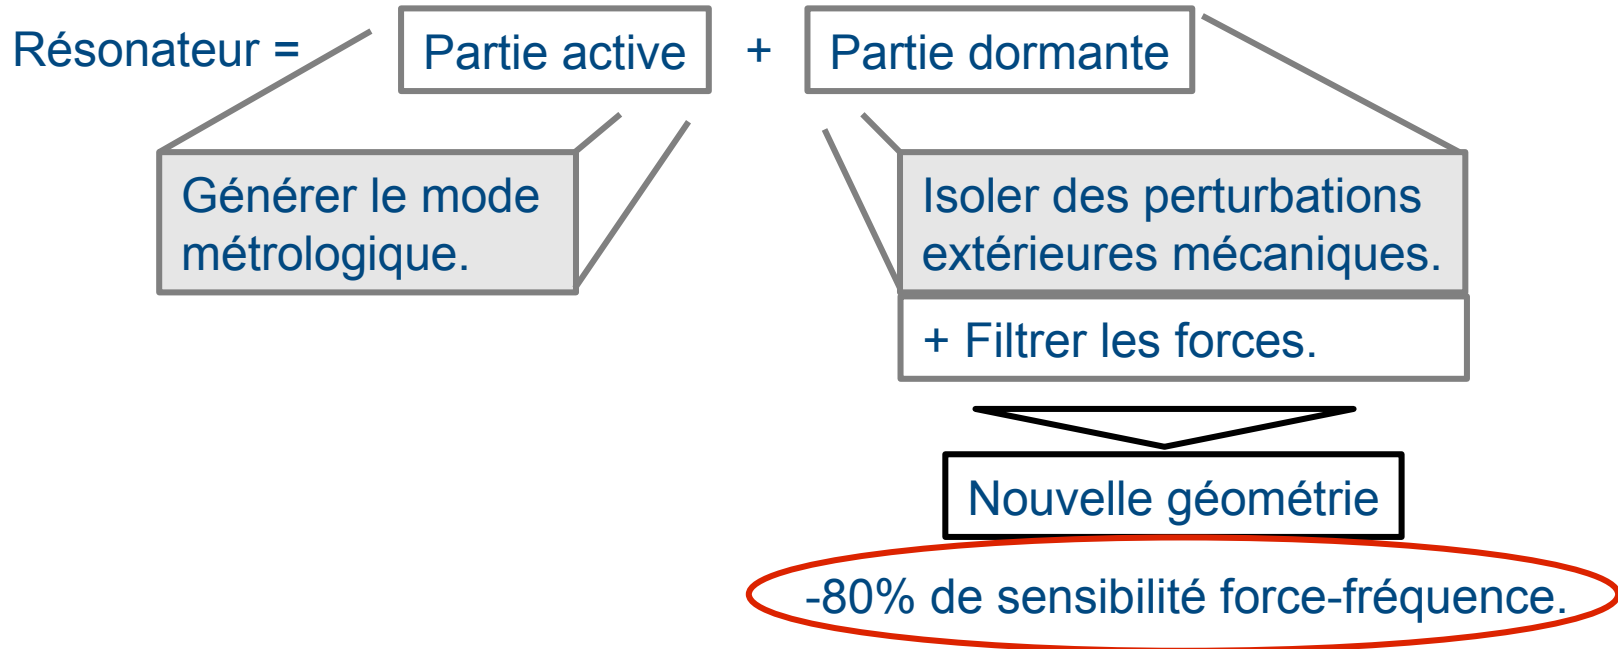 Résonateur = Partie active + Partie dormante
Générer le mode
métrologique.
Isoler des perturbations
extérieures mécaniques.
+ Filtrer les forces.
Nouvelle géométrie
-80% de sensibilité force-fréquence.